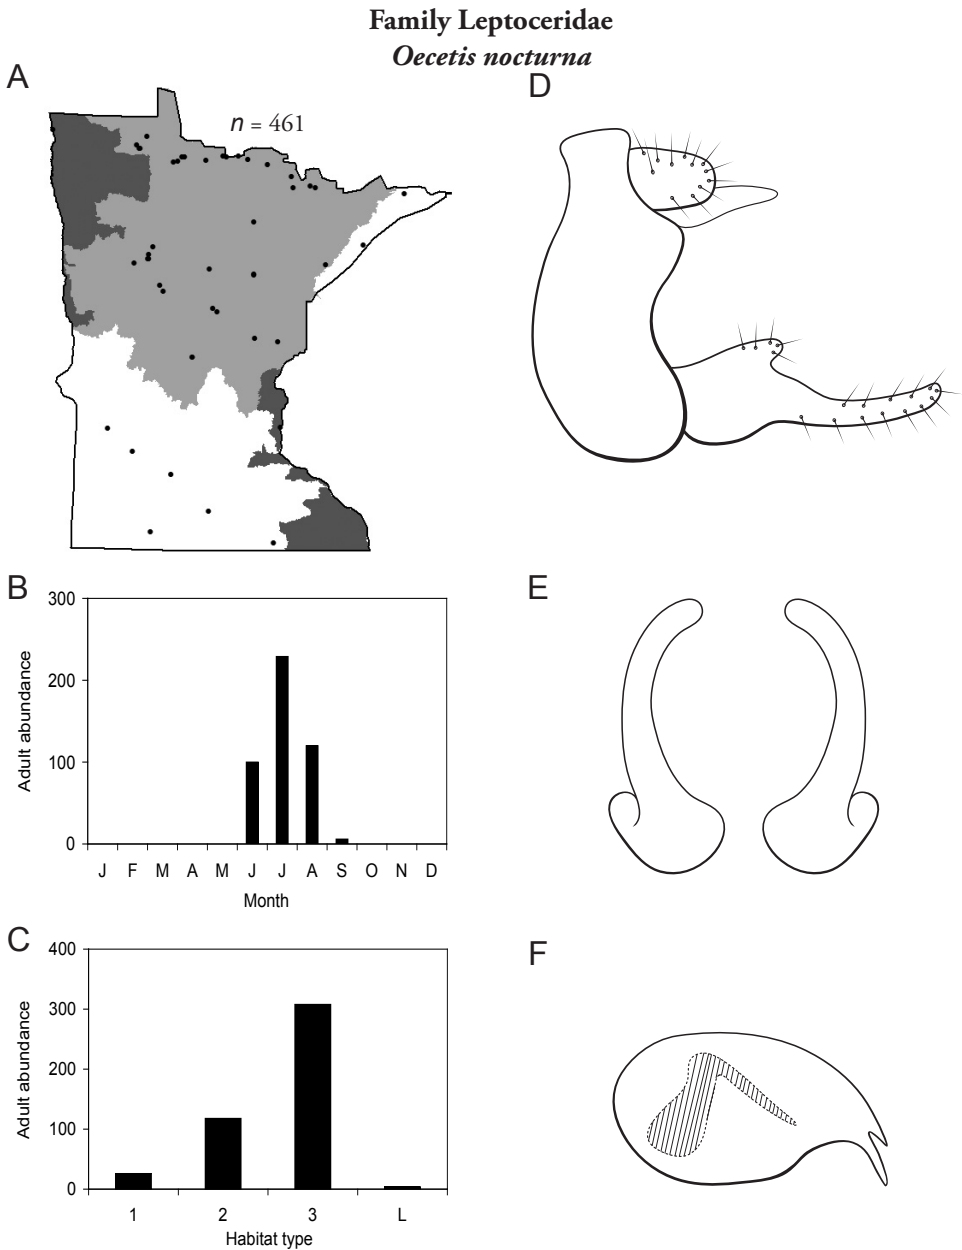 Family Leptoceridae
Oecetis nocturna
A
n = 461
D
B
300
200
100
0
Adult abundance
J F M A M J J A S O N D
Month
E
C
400
300
200
100
0
Adult abundance
1 2 3 L
Habitat type
F